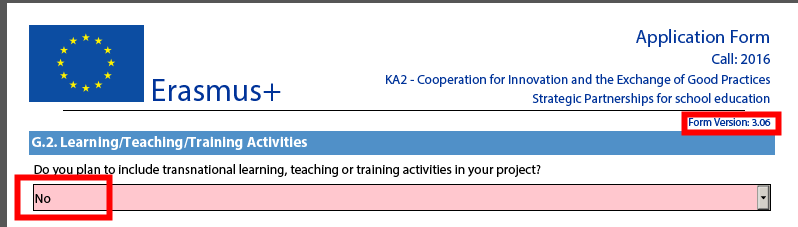 Application Form
Call: 2016
Erasmus+
KA2 - Cooperation for Innovation and the Exchange of Good Practices
Strategic Partnerships for school education
Form Version: 3.06
G.2. Learning/Teaching/Training Activities
Do you plan to include transnational learning, teaching or training activities in your project?
No